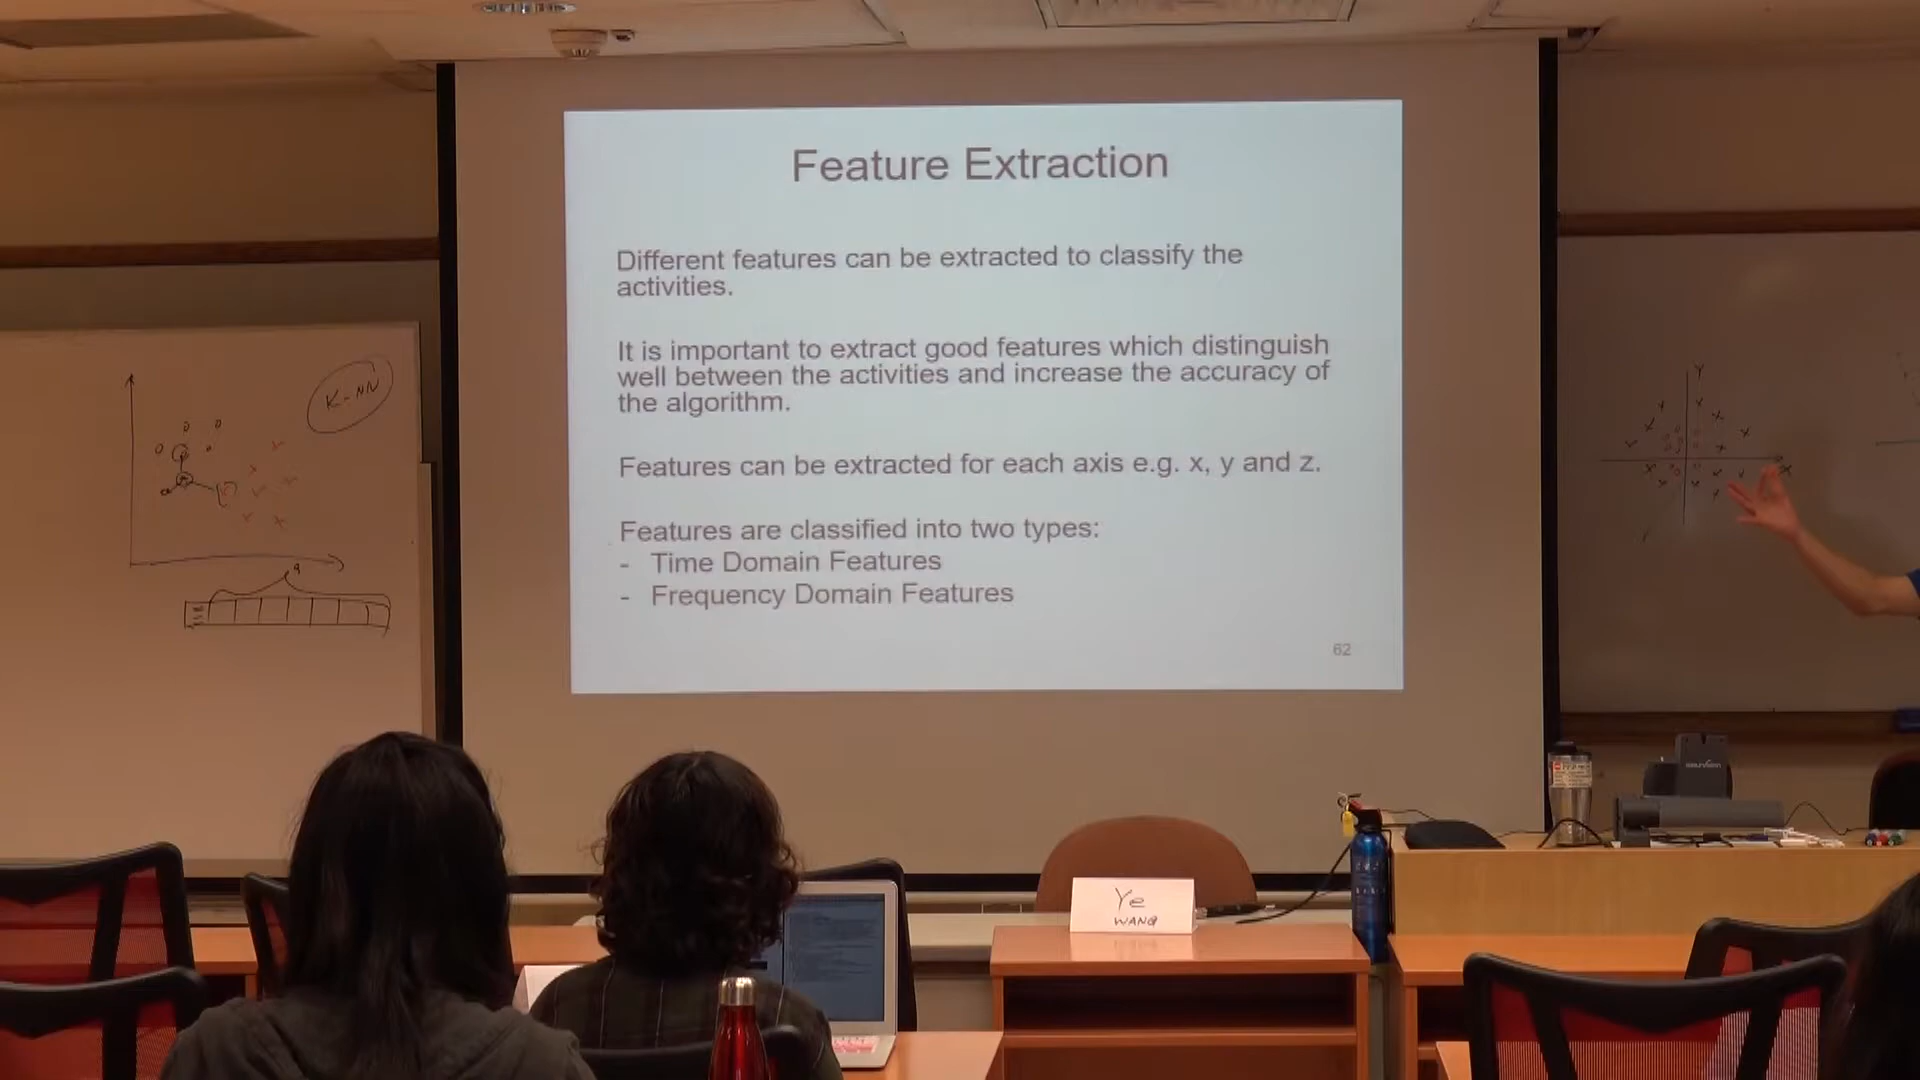 Feature Extraction
Different features can be extracted to classify the
activities.
It is important to extract good features which distinguish
well between the activities and increase the accuracy of
the algorithm.
Features can be extracted for each axis e.g. x, y and z.
Features are classified into two types:
- Time Domain Features
- Frequency Domain Features
62
K-NN
Y
X
Ye
WANG